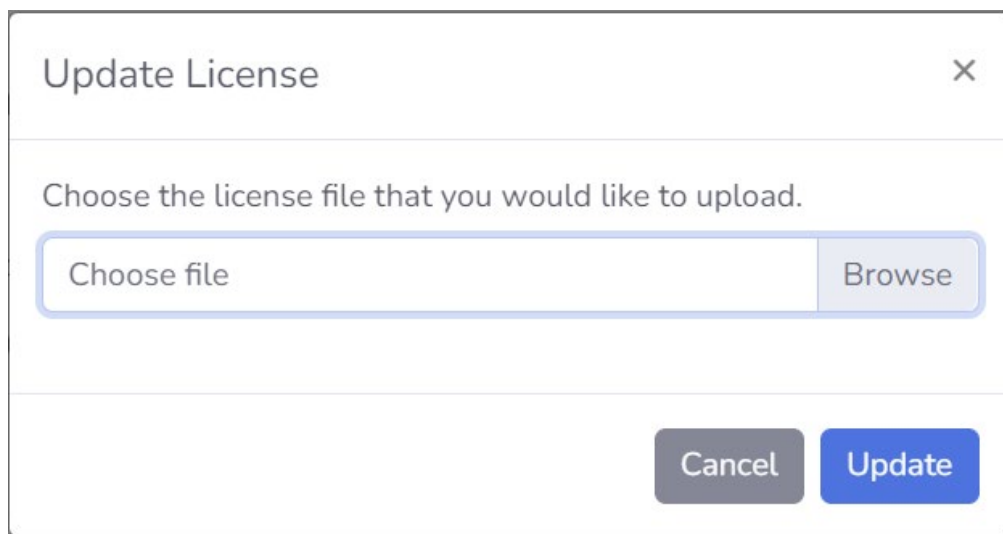 Update License ×
Choose the license file that you would like to upload.
Choose file Browse
Cancel Update